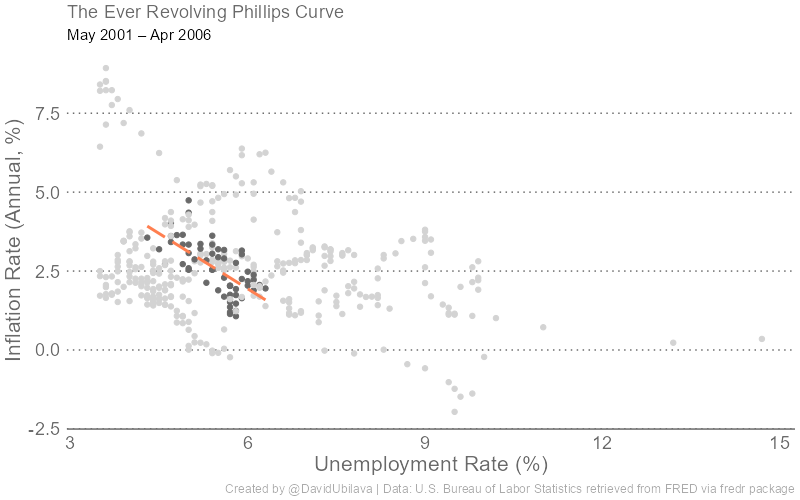 The Ever Revolving Phillips Curve
May 2001 – Apr 2006
Inflation Rate (Annual, %)
7.5
5.0
2.5
0.0
-2.5
3 6 9 12 15
Unemployment Rate (%)
Created by @DavidUbilava | Data: U.S. Bureau of Labor Statistics retrieved from FRED via fredr package